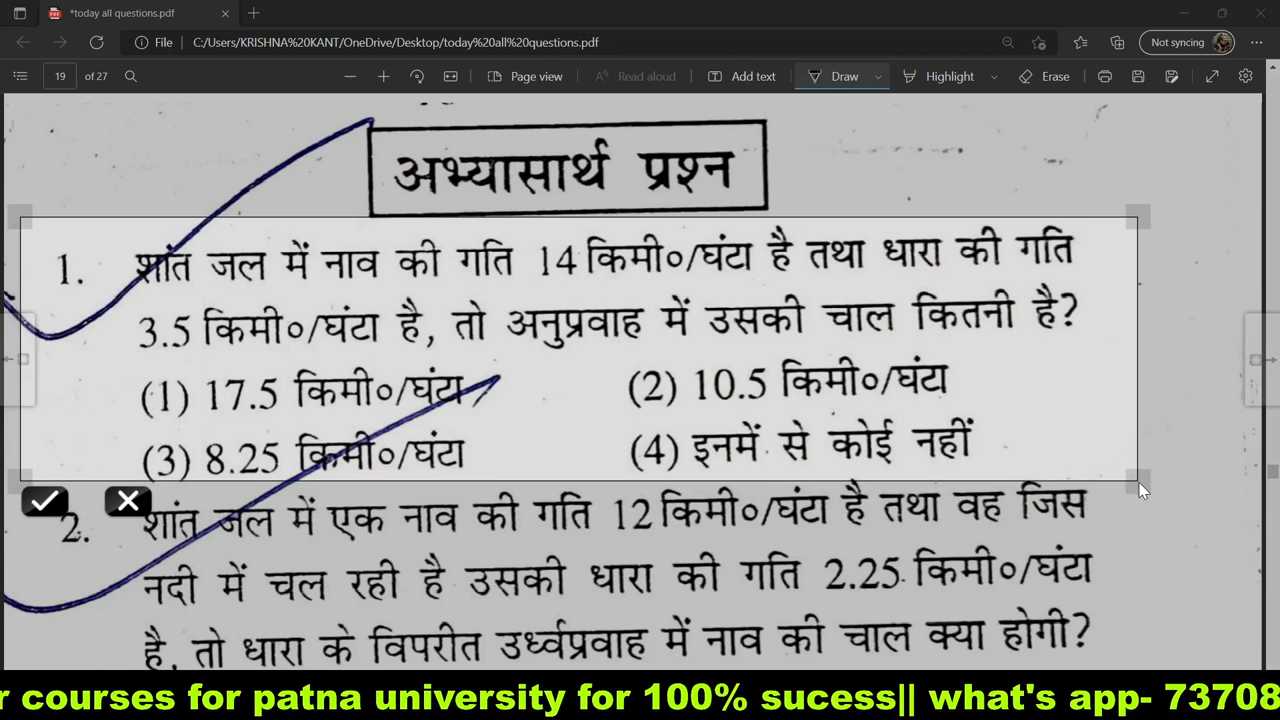 *today all questions.pdf
File C:/Users/KRISHNA%20KANT/OneDrive/Desktop/today%20all%20questions.pdf
Not syncing
19 of 27
Page view
Read aloud
Add text
Draw
Highlight
Erase
अभ्यासार्थ प्रश्न
1. शांत जल में नाव की गति 14 किमी०/घंटा है तथा धारा की गति
3.5 किमी०/घंटा है, तो अनुप्रवाह में उसकी चाल कितनी है?
(1) 17.5 किमी०/घंटा (2) 10.5 किमी०/घंटा
(3) 8.25 किमी०/घंटा (4) इनमें से कोई नहीं
2. शांत जल में एक नाव की गति 12 किमी०/घंटा है तथा वह जिस
नदी में चल रही है उसकी धारा की गति 2.25 किमी०/घंटा
है, तो धारा के विपरीत उर्ध्वप्रवाह में नाव की चाल क्या होगी?
r courses for patna university for 100% sucess|| what's app- 73708